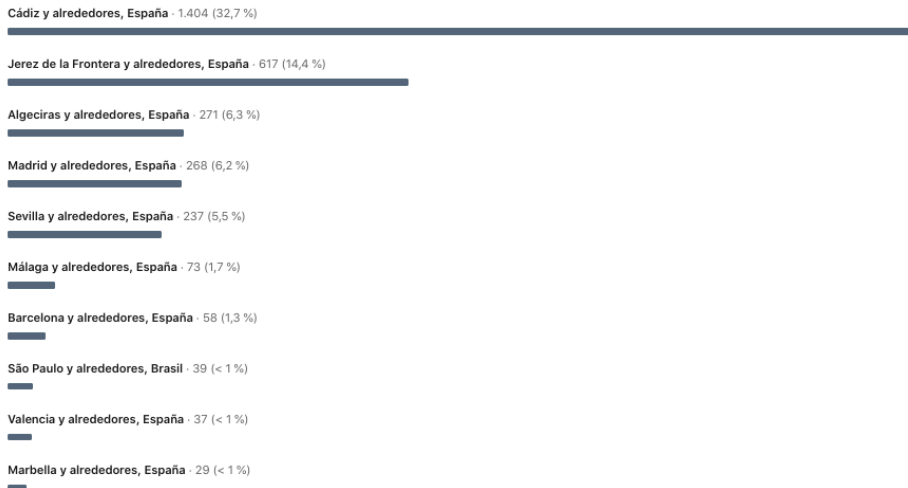 Cádiz y alrededores, España · 1.404 (32,7 %)
Jerez de la Frontera y alrededores, España · 617 (14,4 %)
Algeciras y alrededores, España · 271 (6,3 %)
Madrid y alrededores, España · 268 (6,2 %)
Sevilla y alrededores, España · 237 (5,5 %)
Málaga y alrededores, España · 73 (1,7 %)
Barcelona y alrededores, España · 58 (1,3 %)
São Paulo y alrededores, Brasil · 39 (< 1 %)
Valencia y alrededores, España · 37 (< 1 %)
Marbella y alrededores, España · 29 (< 1 %)